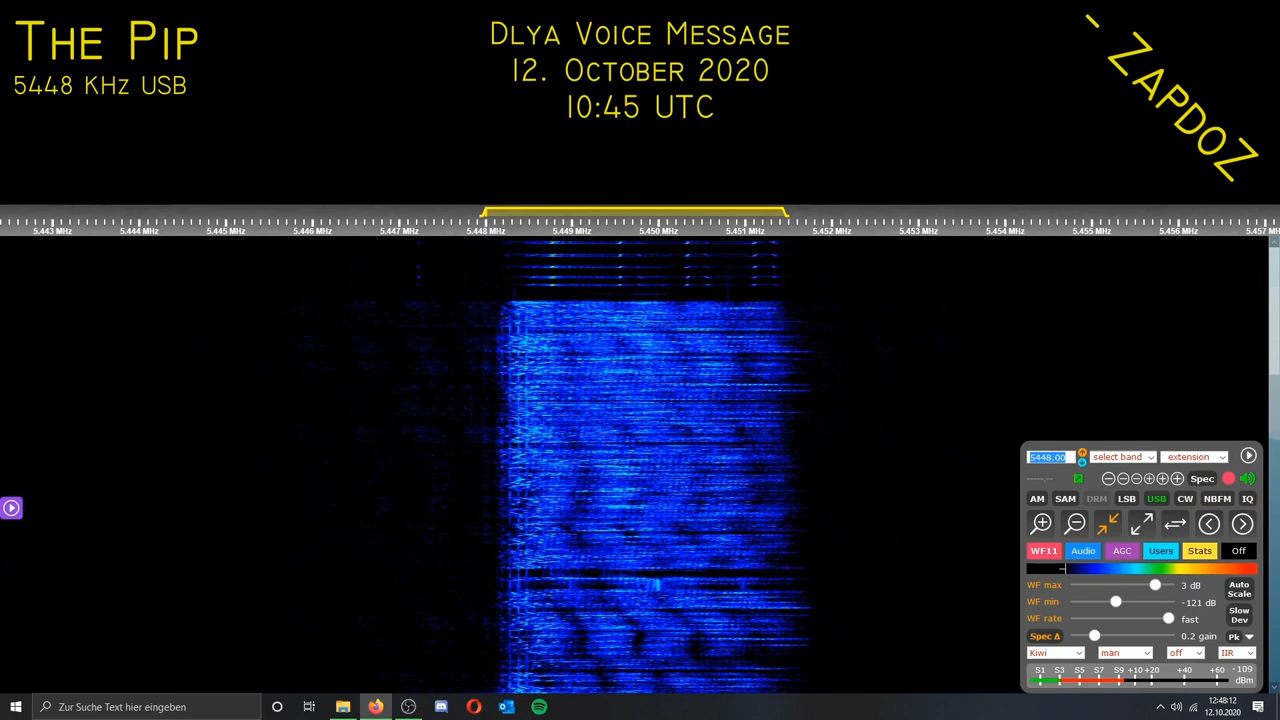 The Pip
5448 KHz USB
Dlya Voice Message
12. October 2020
10:45 UTC
- ZAPDOZ
5.443 MHz 5.444 MHz 5.445 MHz 5.446 MHz 5.447 MHz 5.448 MHz 5.449 MHz 5.450 MHz 5.451 MHz 5.452 MHz 5.453 MHz 5.454 MHz 5.455 MHz 5.456 MHz 5.457 MH
5448.00 select band extension
Spec
AM SAM DRM LSB USB CW NBFM IQ
WF11 Audio AGC Users Stats Off
WF max 3 dB Auto Scale
WF min -121 dB
WF rate fast Slow Dev
Spec Δ gain Pk
Kiwi man off IIR
S1 S3 S5 S7 S9 +10 +20 +40 +60 -109 dBm
Zur Suche Text hier eingeben
12:48:12
12.10.2020